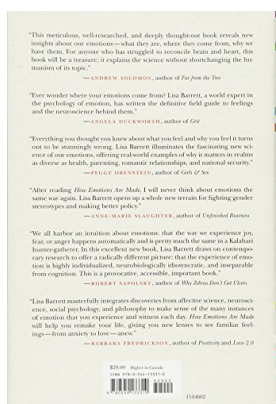 "This meticulous, well-researched, and deeply thought-out book reveals new
insights about our emotions—what they are, where they come from, why we
have them. For anyone who has struggled to reconcile brain and heart, this
book will be a treasure; it explains the science without shortchanging the hu-
manism of its topic."
—ANDREW SOLOMON, author of Far from the Tree
"Ever wonder where your emotions come from? Lisa Barrett, a world expert in
the psychology of emotion, has written the definitive field guide to feelings
and the neuroscience behind them."
—ANGELA DUCKWORTH, author of Grit
"Everything you thought you knew about what you feel and why you feel it turns
out to be stunningly wrong. Lisa Barrett illuminates the fascinating new sci-
ence of our emotions, offering real-world examples of why it matters in realms
as diverse as health, parenting, romantic relationships, and national security."
—PEGGY ORENSTEIN, author of Girls & Sex
"After reading How Emotions Are Made, I will never think about emotions the
same way again. Lisa Barrett opens up a whole new terrain for fighting gender
stereotypes and making better policy."
—ANNE-MARIE SLAUGHTER, author of Unfinished Business
"We all harbor an intuition about emotions: that the way we experience joy,
fear, or anger happens automatically and is pretty much the same in a Kalahari
hunter-gatherer. In this excellent new book, Lisa Barrett draws on contempo-
rary research to offer a radically different picture: that the experience of emo-
tion is highly individualized, neurobiologically idiosyncratic, and inseparable
from cognition. This is a provocative, accessible, important book."
—ROBERT SAPOLSKY, author of Why Zebras Don't Get Ulcers
"Lisa Barrett masterfully integrates discoveries from affective science, neurosci-
ence, social psychology, and philosophy to make sense of the many instances
of emotion that you experience and witness each day. How Emotions Are Made
will help you remake your life, giving you new lenses to see familiar feel-
ings—from anxiety to love—anew."
—BARBARA FREDRICKSON, author of Positivity and Love 2.0
$29.99 Higher in Canada
ISBN 978-0-544-13331-0
1544662